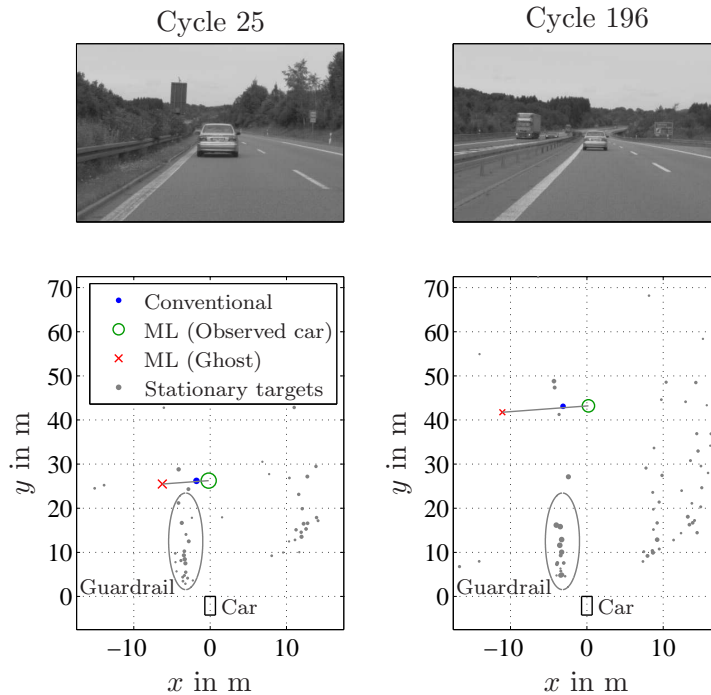 Cycle 25
Cycle 196
70
60
50
40
30
20
10
0
y in m
Conventional
ML (Observed car)
ML (Ghost)
Stationary targets
Guardrail
Car
−10
0
10
x in m
70
60
50
40
30
20
10
0
y in m
Guardrail
Car
−10
0
10
x in m